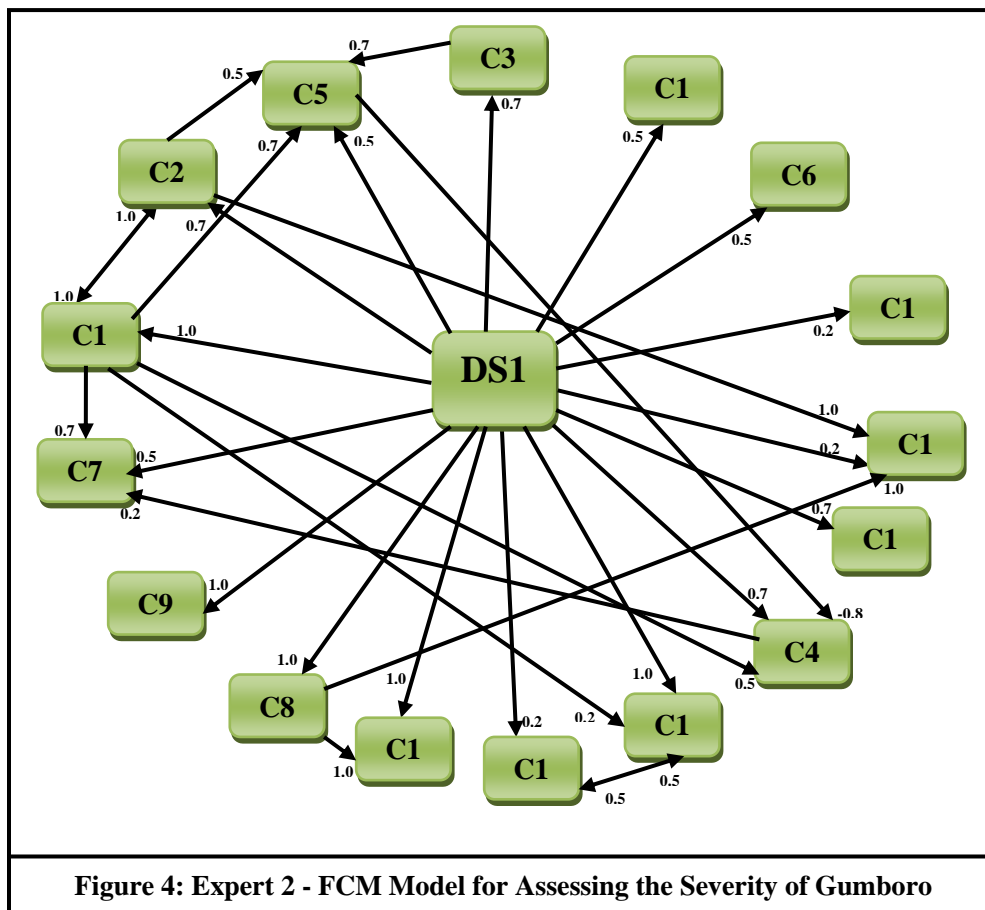 C3
0.7
C5
0.5
C1
0.7
0.5
0.7
0.5
C6
C2
0.5
1.0
0.7
C1
0.2
1.0
C1
1.0
DS1
1.0
C1
0.2
1.0
0.7
C7
0.5
0.2
0.7
C1
C9
1.0
0.7
-0.8
C4
0.5
1.0
C8
1.0
1.0
C1
1.0
0.2
C1
0.2
C1
0.5
0.5
Figure 4: Expert 2 - FCM Model for Assessing the Severity of Gumboro